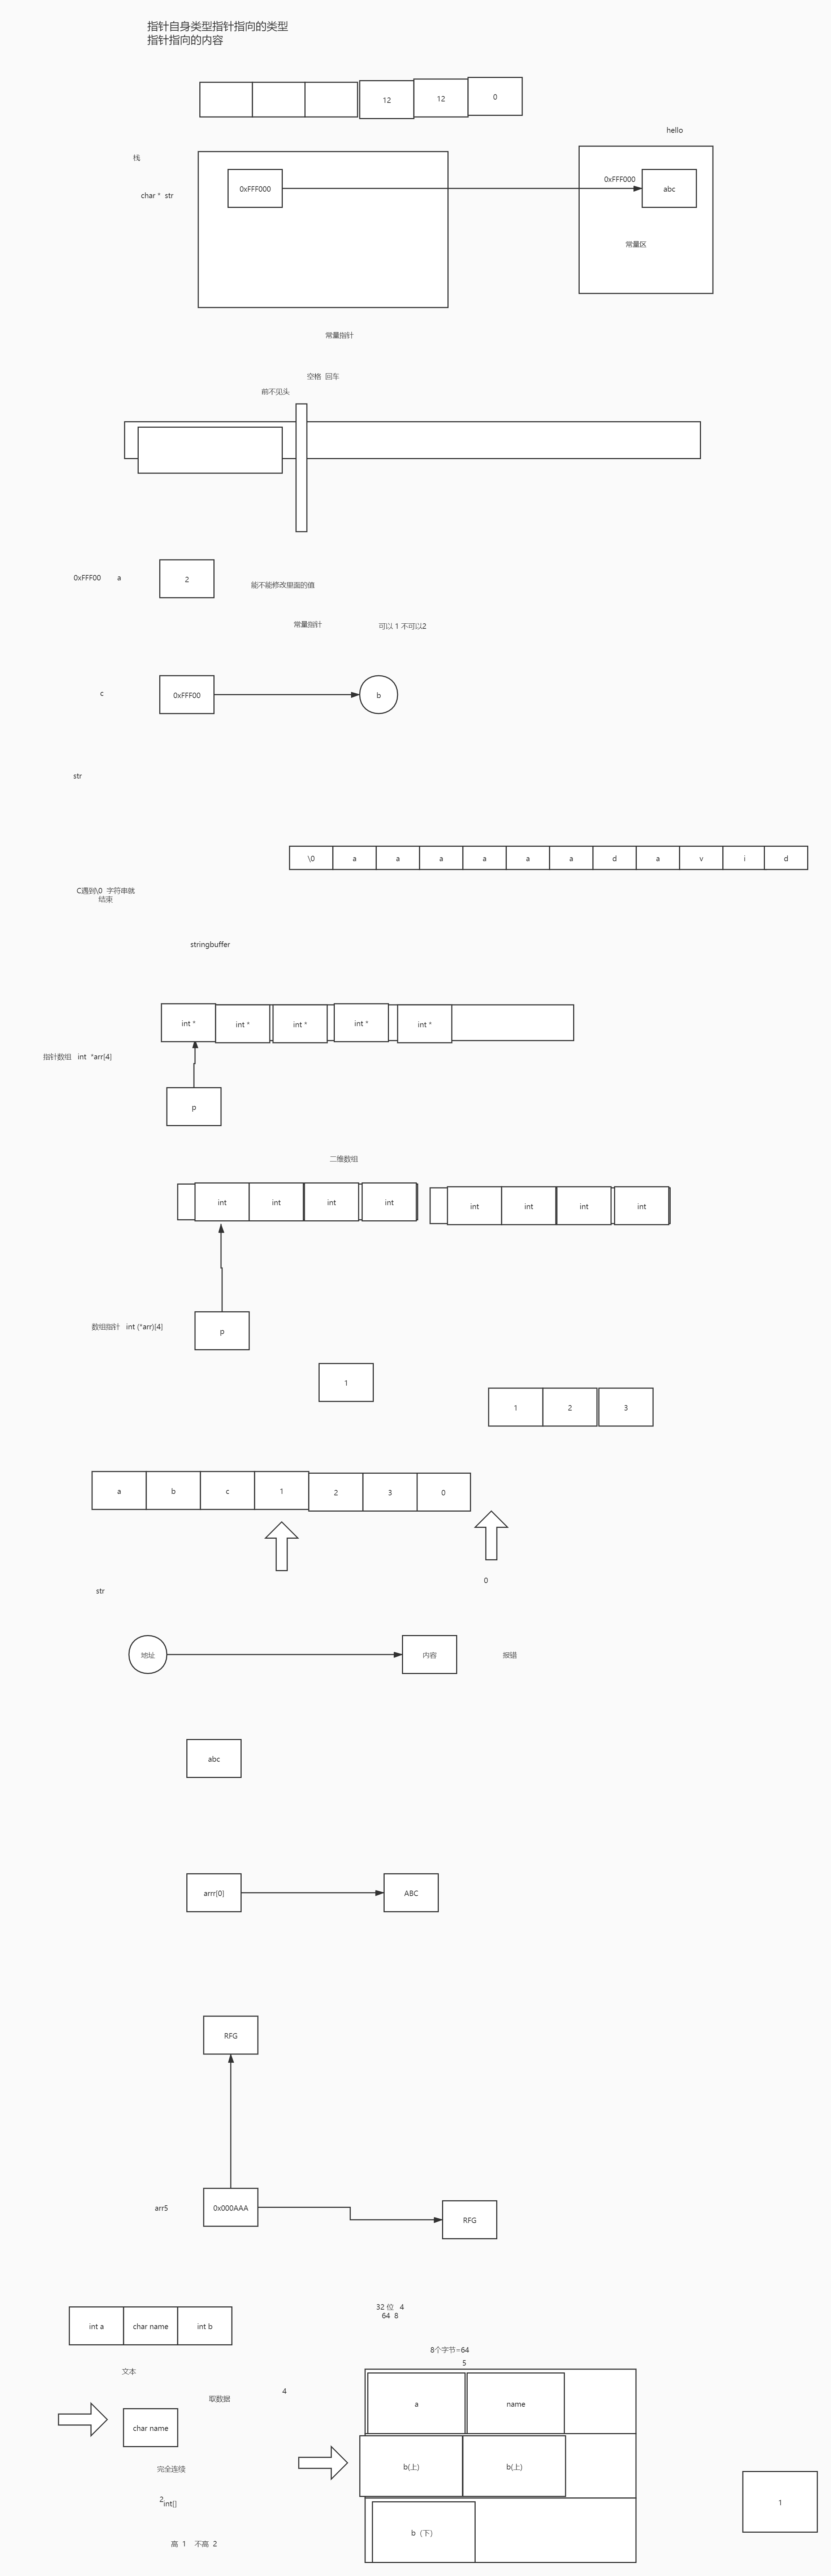 指针自身类型指针指向的类型
指针指向的内容
12
12
0
hello
栈
char * str
0xFFF000
0xFFF000
abc
常量区
常量指针
空格 回车
前不见头
0xFFF00 a
2
能不能修改里面的值
常量指针
可以 1 不可以2
c
0xFFF00
b
str
\0 a a a a a a d a v i d
C遇到\0 字符串就
结束
stringbuffer
int * int * int * int * int *
指针数组 int *arr[4]
p
二维数组
int int int int
int int int int
数组指针 int (*arr)[4]
p
1
1 2 3
a b c 1 2 3 0
0
str
地址
内容
报错
abc
arrr[0]
ABC
RFG
arr5
0x000AAA
RFG
int a char name int b
32 位 4
64 8
8个字节=64
5
文本
取数据
4
a
name
char name
完全连续
b(上)
b(上)
2
int[]
1
b (下)
高 1 不高 2